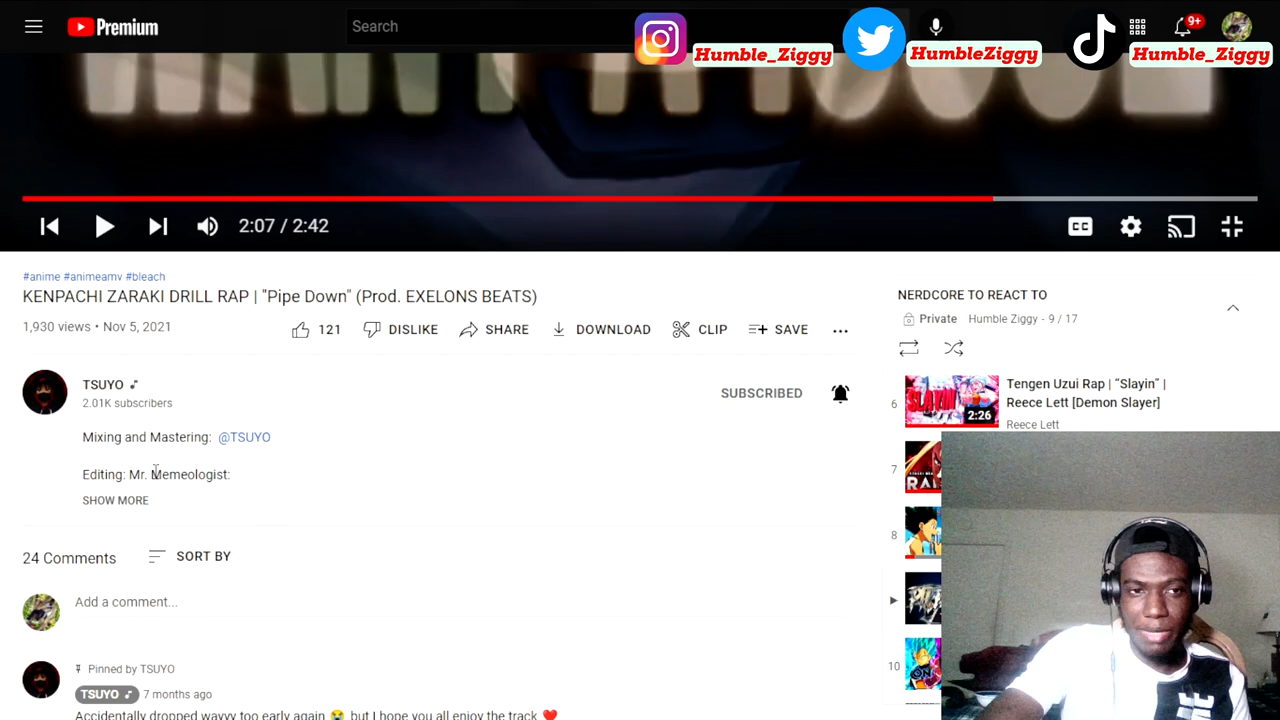 Premium
Search
Humble_Ziggy
HumbleZiggy
9+
Humble_Ziggy
2:07 / 2:42
CC
#anime #animeamv #bleach
KENPACHI ZARAKI DRILL RAP | "Pipe Down" (Prod. EXELONS BEATS)
1,930 views • Nov 5, 2021
121
DISLIKE
SHARE
DOWNLOAD
CLIP
SAVE
TSUYO
2.01K subscribers
SUBSCRIBED
Mixing and Mastering: @TSUYO
Editing: Mr. Memeologist:
SHOW MORE
24 Comments
SORT BY
Add a comment...
Pinned by TSUYO
TSUYO 7 months ago
Accidentally dropped wavvy too early again 😭 but I hope you all enjoy the track ❤️
NERDCORE TO REACT TO
Private Humble Ziggy - 9 / 17
6
SLAYIN
2:26
Tengen Uzui Rap | “Slayin” |
Reece Lett [Demon Slayer]
Reece Lett
7
8
10